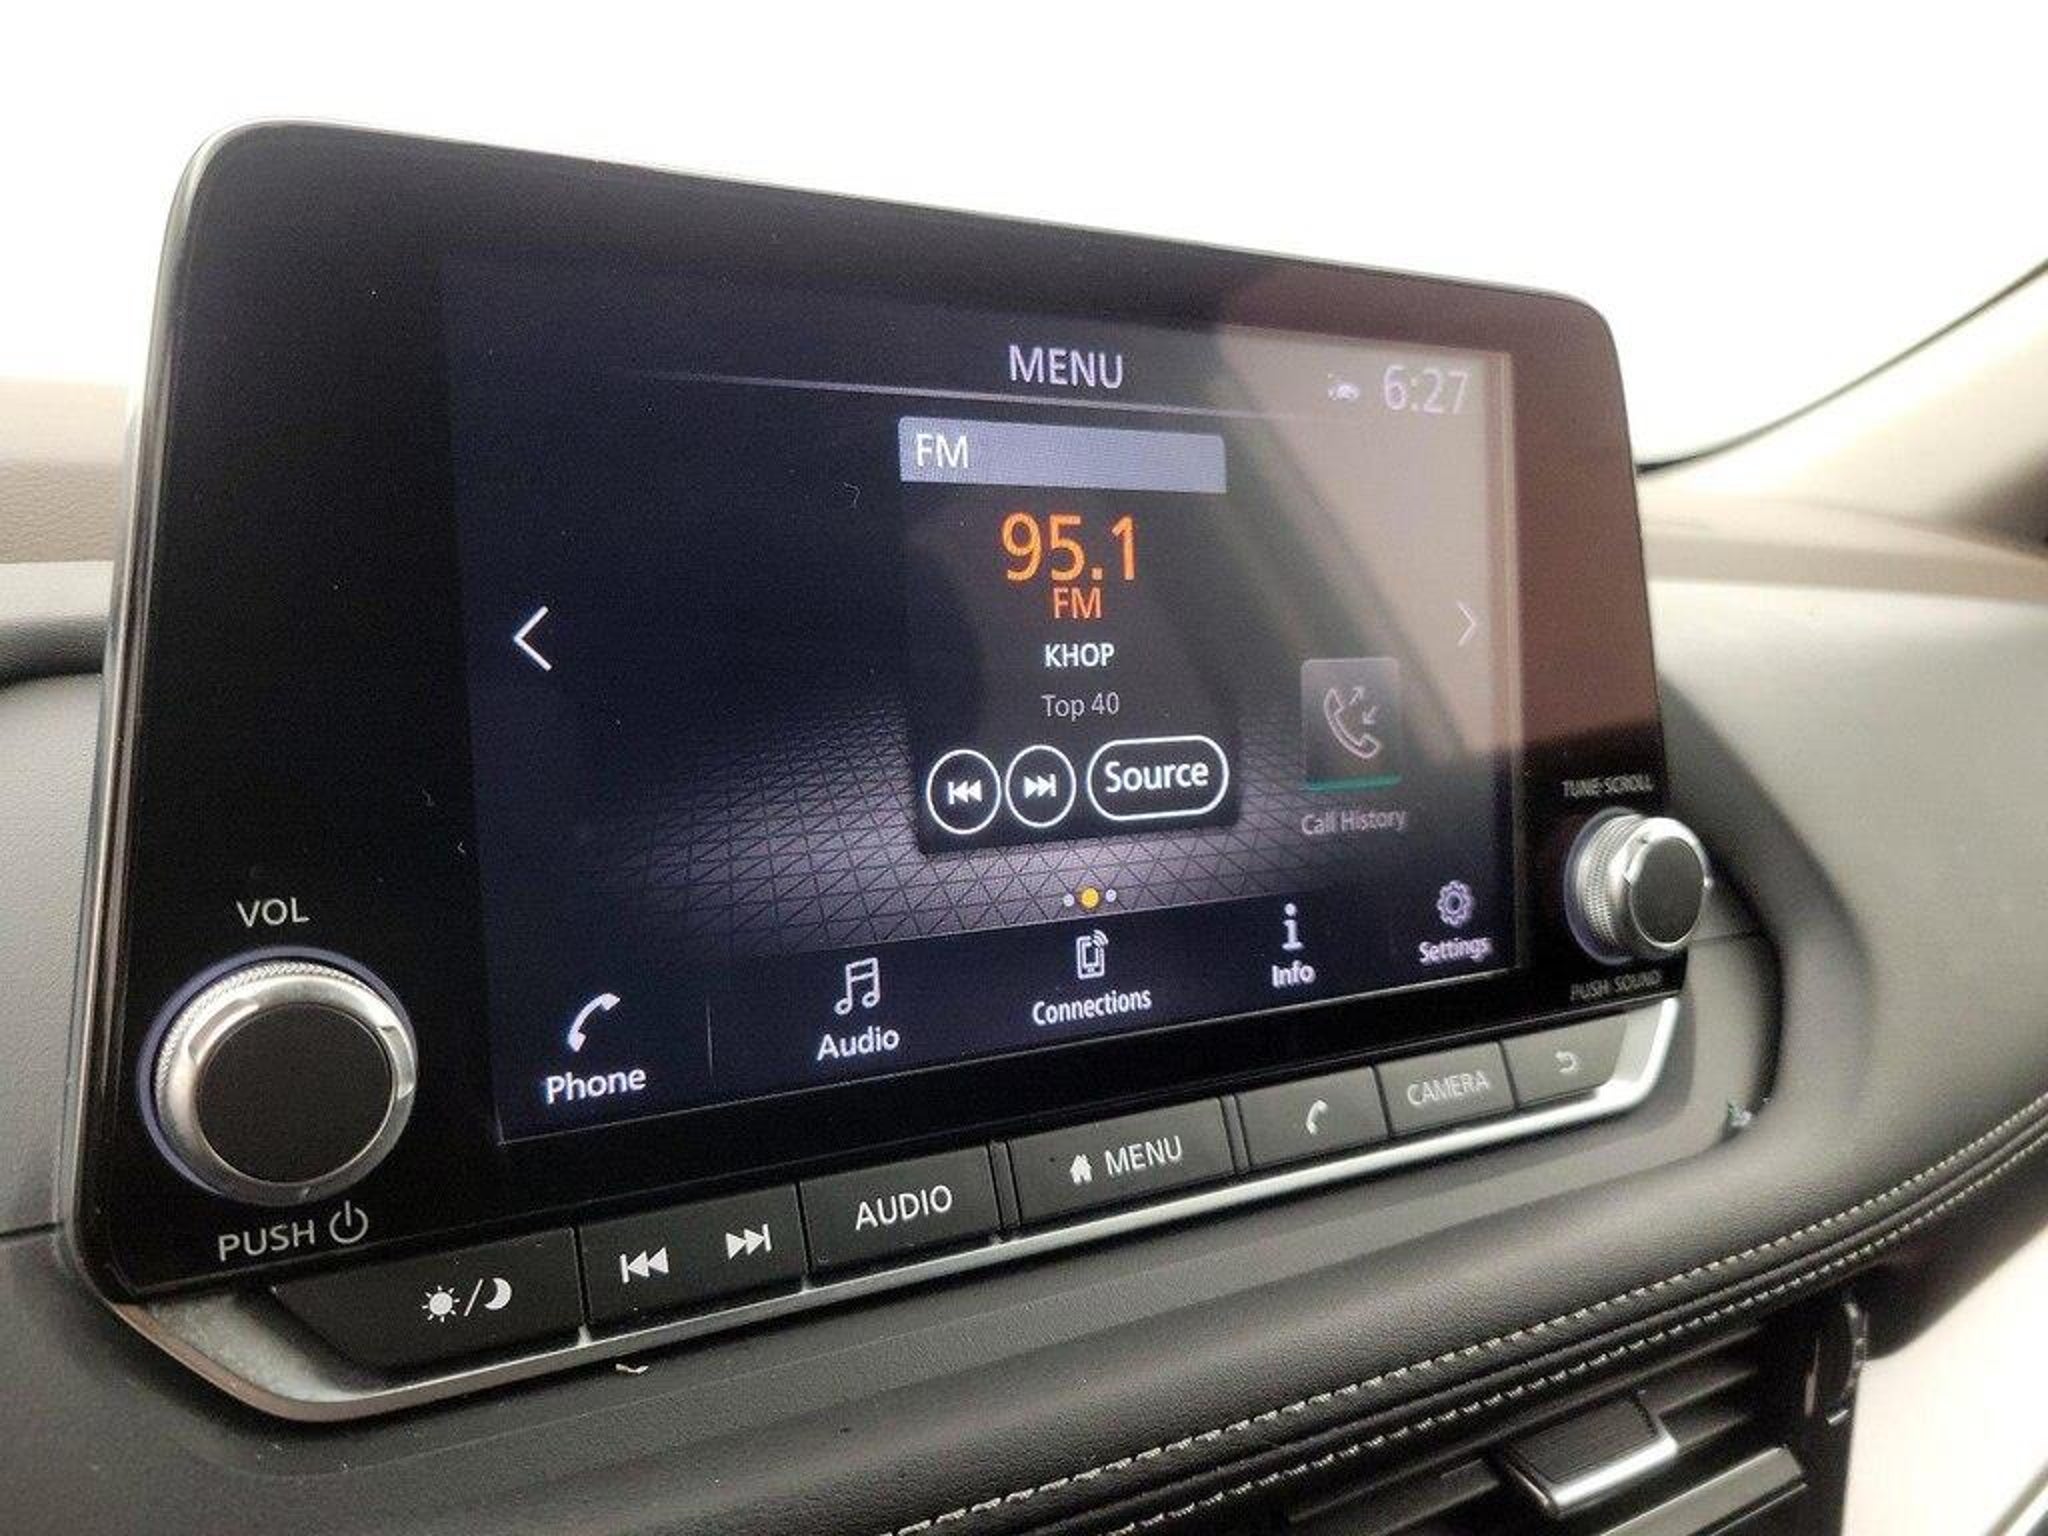 MENU
6:27
FM
95.1
FM
KHOP
Top 40
Source
Call History
TUNE·SCROLL
VOL
Phone
Audio
Connections
Info
Settings
PUSH SOUND
PUSH
AUDIO
MENU
CAMERA